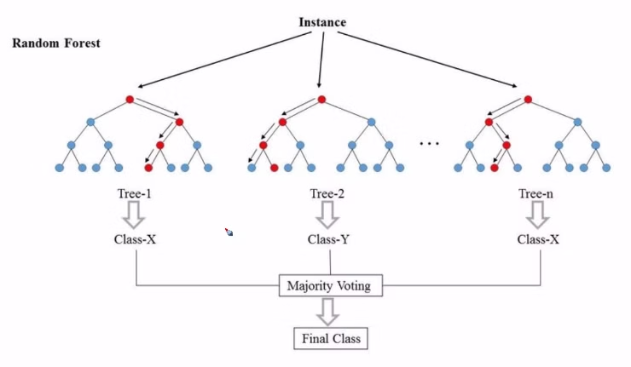 Instance
Random Forest
...
Tree-1 Tree-2 Tree-n
Class-X Class-Y Class-X
Majority Voting
Final Class